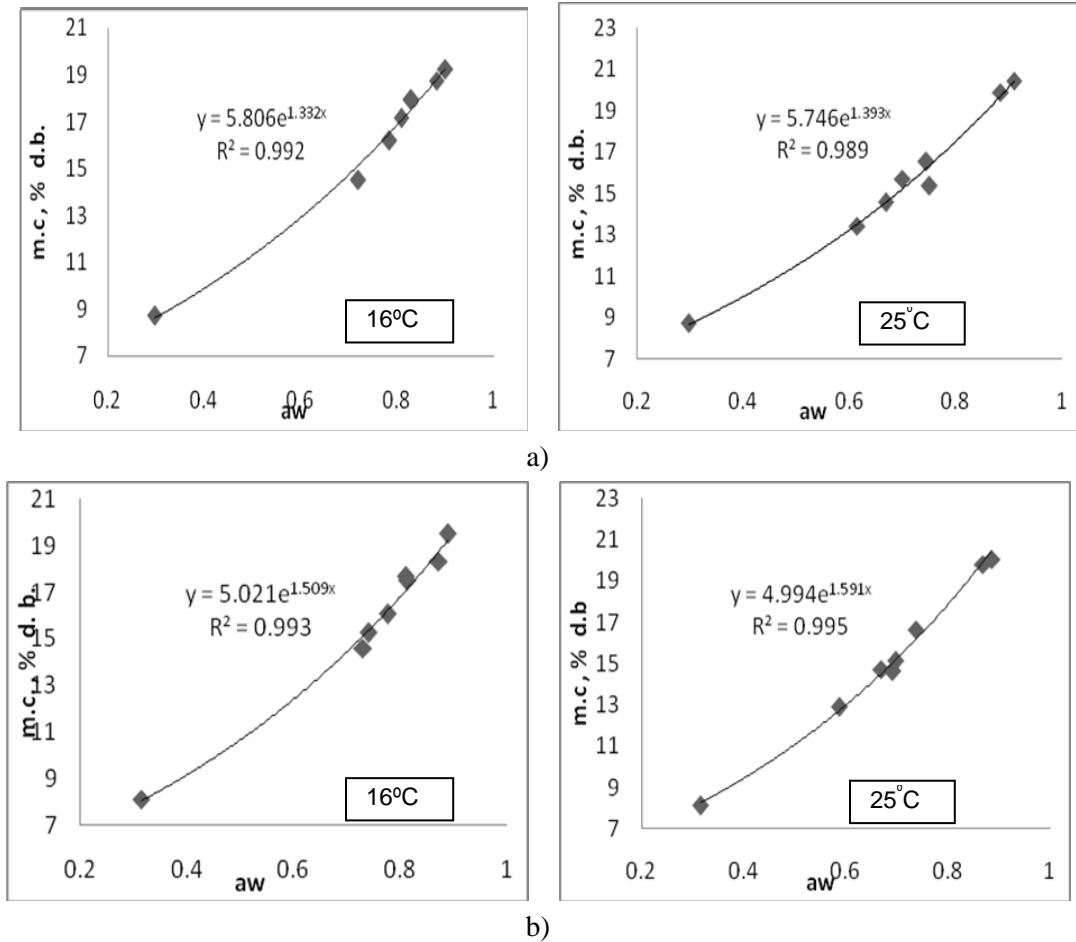 21
19
17
15
13
11
9
7
m.c , % d.b.
y = 5.806e^1.332x
R² = 0.992
16ºC
0.2 0.4 0.6 0.8 1
aw
23
21
19
17
15
13
11
9
7
m.c, % d.b.
y = 5.746e^1.393x
R² = 0.989
25°C
0.2 0.4 0.6 0.8 1
aw
a)
21
19
17
15
13
11
9
7
m.c, % d. b.
y = 5.021e^1.509x
R² = 0.993
16ºC
0.2 0.4 0.6 0.8 1
aw
23
21
19
17
15
13
11
9
7
m.c, % d.b
y = 4.994e^1.591x
R² = 0.995
25°C
0.2 0.4 0.6 0.8 1
aw
b)